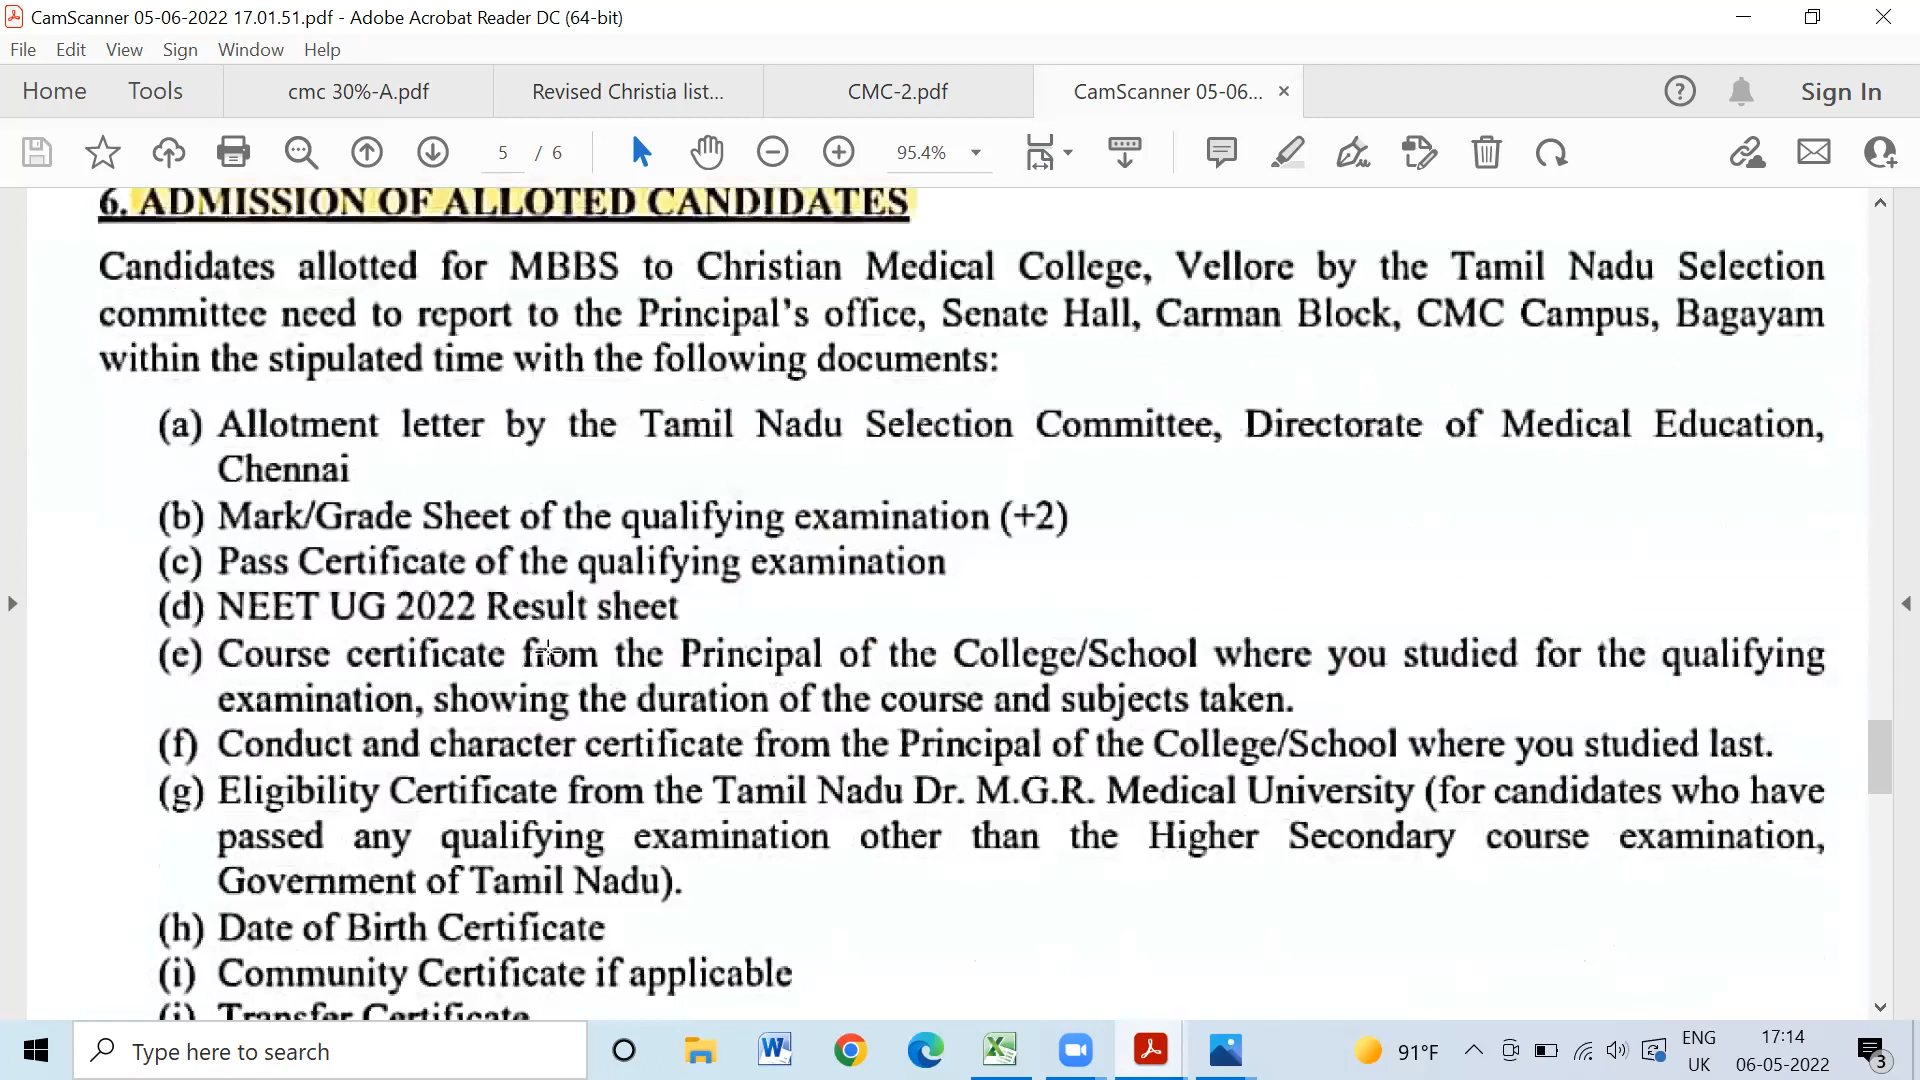 CamScanner 05-06-2022 17.01.51.pdf - Adobe Acrobat Reader DC (64-bit)
File Edit View Sign Window Help
Home Tools cmc 30%-A.pdf Revised Christia list... CMC-2.pdf CamScanner 05-06... × Sign In
5 / 6 95.4%
6. ADMISSION OF ALLOTED CANDIDATES
Candidates allotted for MBBS to Christian Medical College, Vellore by the Tamil Nadu Selection
committee need to report to the Principal's office, Senate Hall, Carman Block, CMC Campus, Bagayam
within the stipulated time with the following documents:
(a) Allotment letter by the Tamil Nadu Selection Committee, Directorate of Medical Education,
Chennai
(b) Mark/Grade Sheet of the qualifying examination (+2)
(c) Pass Certificate of the qualifying examination
(d) NEET UG 2022 Result sheet
(e) Course certificate from the Principal of the College/School where you studied for the qualifying
examination, showing the duration of the course and subjects taken.
(f) Conduct and character certificate from the Principal of the College/School where you studied last.
(g) Eligibility Certificate from the Tamil Nadu Dr. M.G.R. Medical University (for candidates who have
passed any qualifying examination other than the Higher Secondary course examination,
Government of Tamil Nadu).
(h) Date of Birth Certificate
(i) Community Certificate if applicable
(j) Transfer Certificate
Type here to search 91°F ENG 17:14
UK 06-05-2022 3